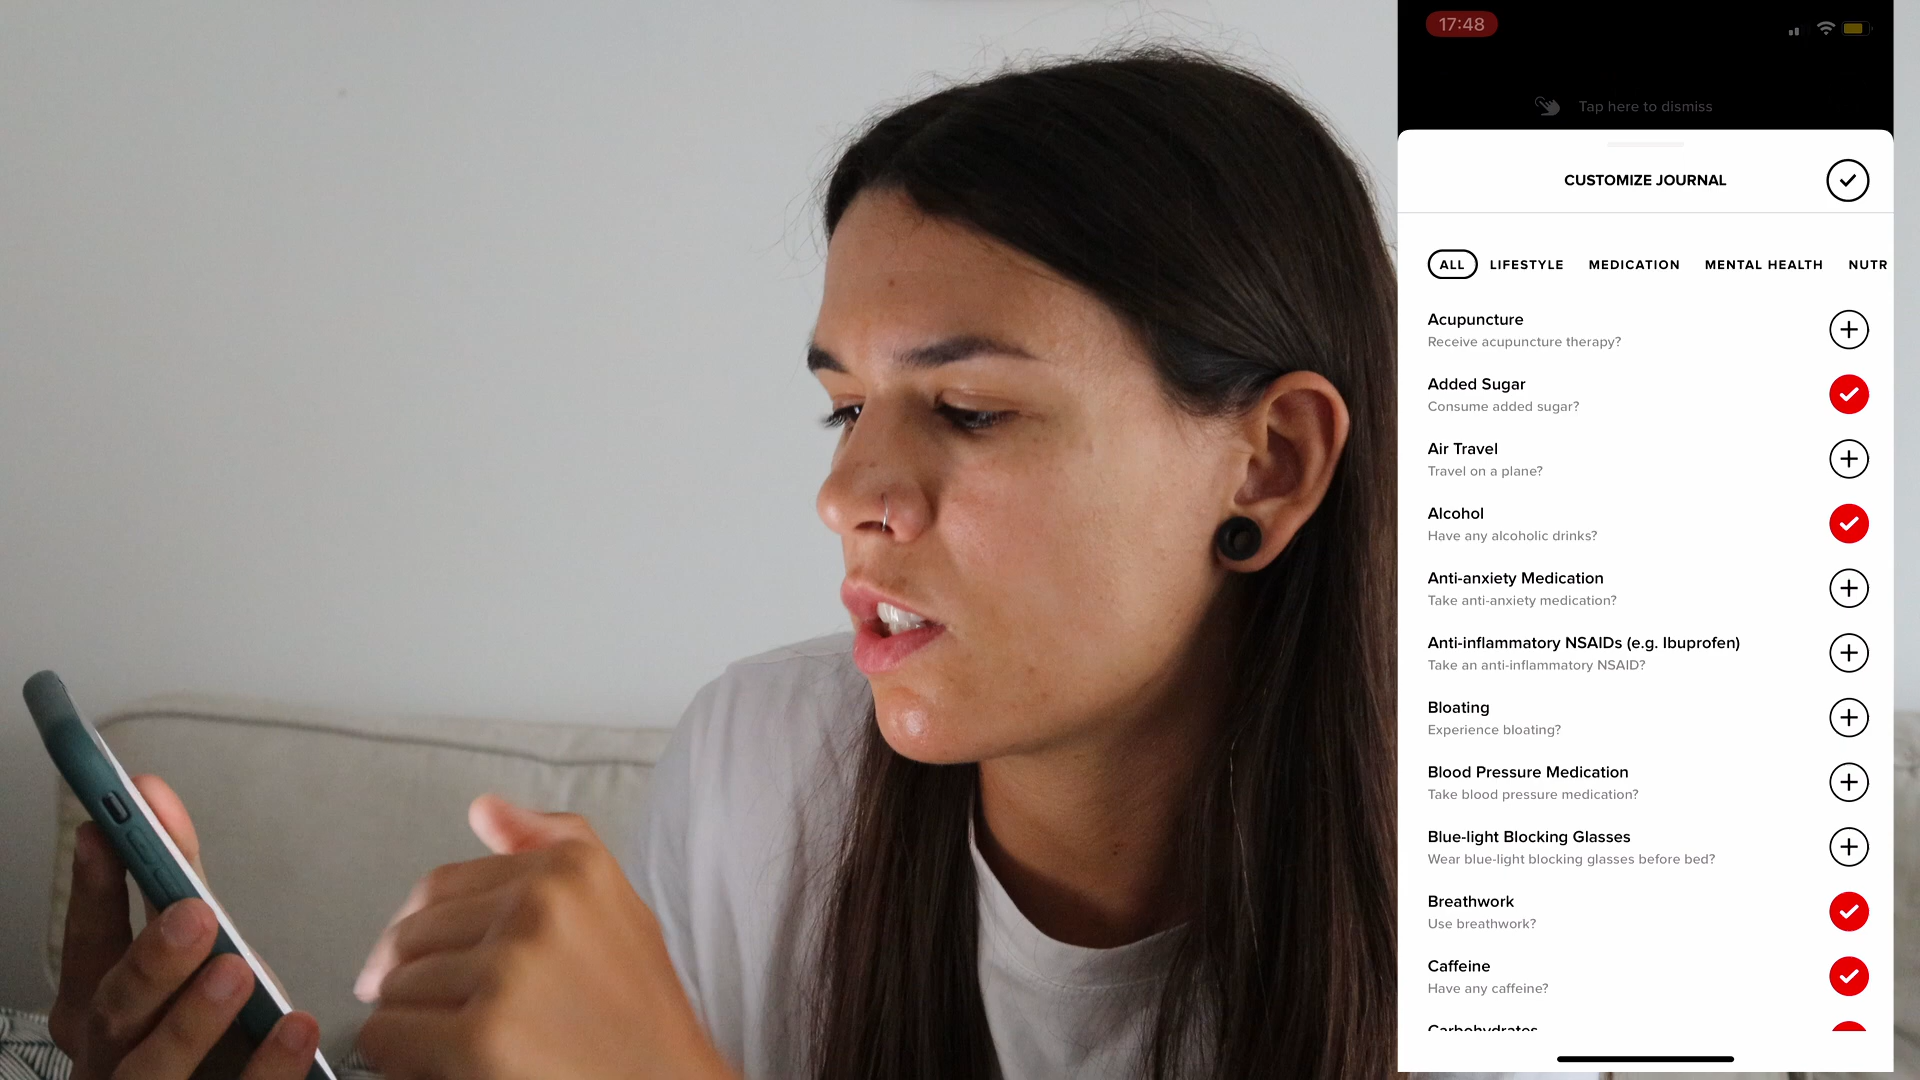 17:48
Tap here to dismiss
CUSTOMIZE JOURNAL
ALL LIFESTYLE MEDICATION MENTAL HEALTH NUTR
Acupuncture
Receive acupuncture therapy?
Added Sugar
Consume added sugar?
Air Travel
Travel on a plane?
Alcohol
Have any alcoholic drinks?
Anti-anxiety Medication
Take anti-anxiety medication?
Anti-inflammatory NSAIDs (e.g. Ibuprofen)
Take an anti-inflammatory NSAID?
Bloating
Experience bloating?
Blood Pressure Medication
Take blood pressure medication?
Blue-light Blocking Glasses
Wear blue-light blocking glasses before bed?
Breathwork
Use breathwork?
Caffeine
Have any caffeine?
Carbohydrates